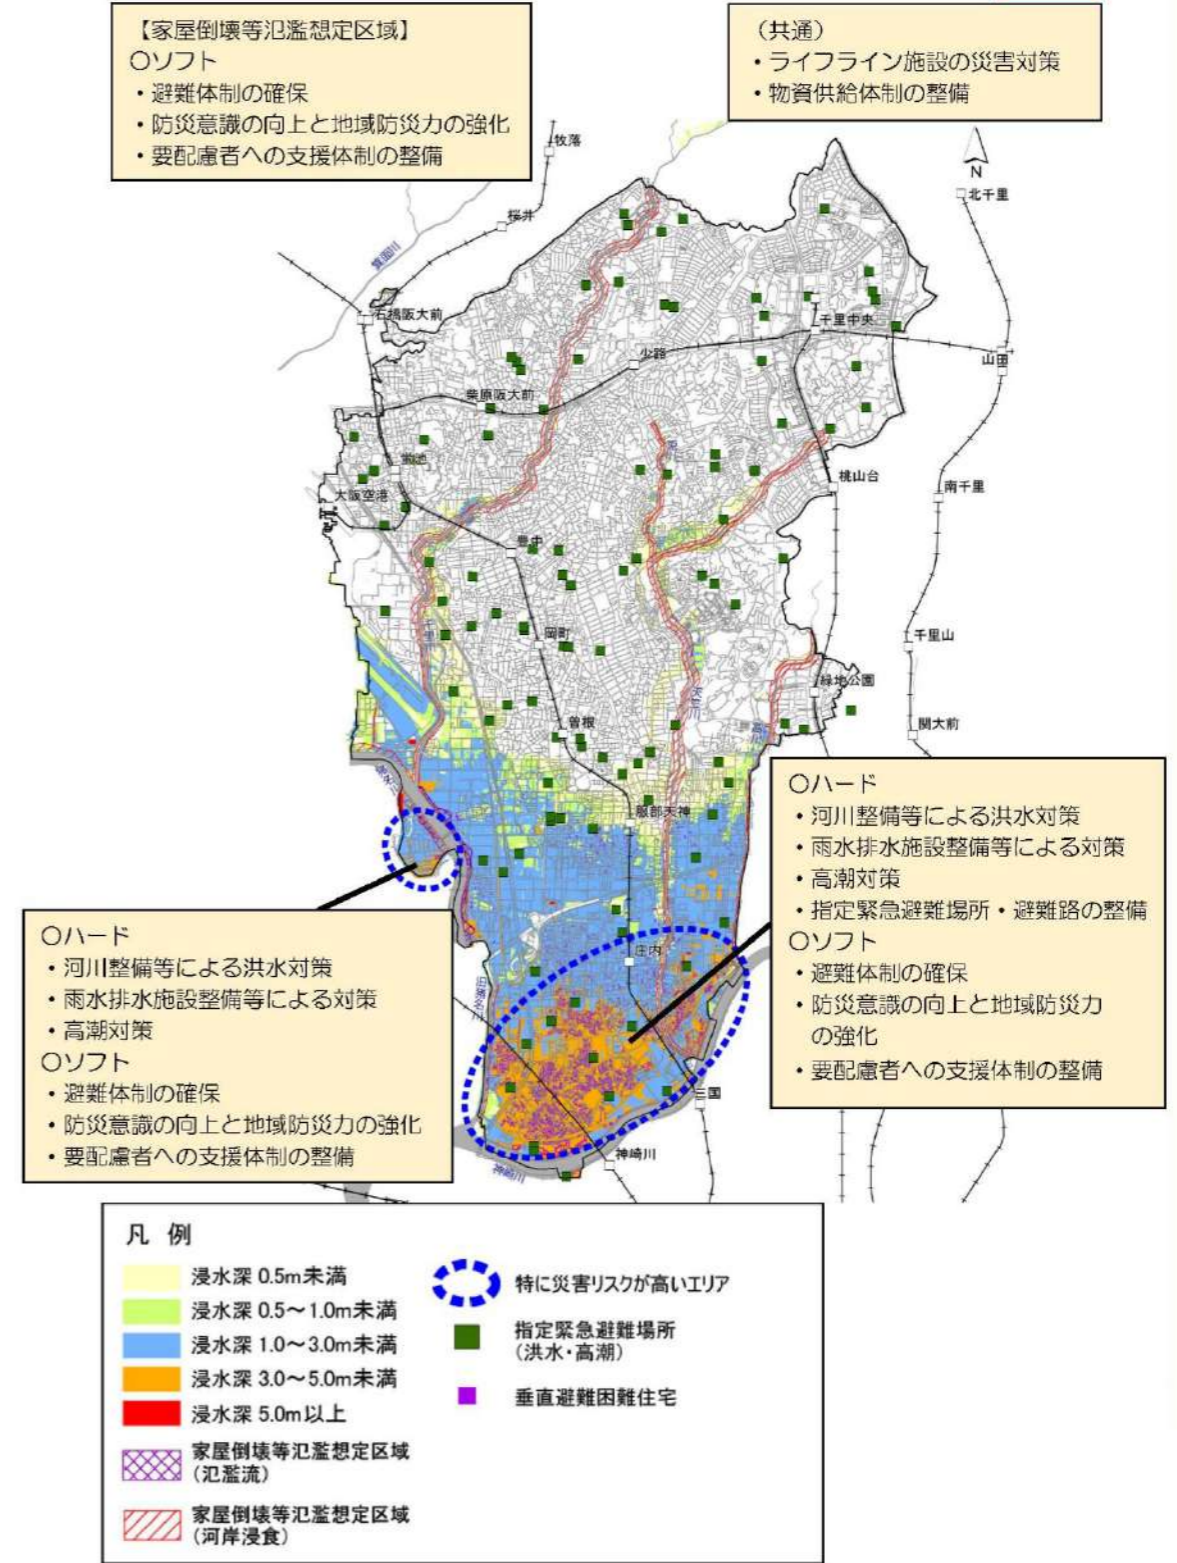 【家屋倒壊等氾濫想定区域】
○ソフト
・避難体制の確保
・防災意識の向上と地域防災力の強化
・要配慮者への支援体制の整備
（共通）
・ライフライン施設の災害対策
・物資供給体制の整備
N
牧落
北千里
桜井
箕面川
石橋阪大前
千里中央
少路
山田
柴原阪大前
蛍池
大阪空港
桃山台
南千里
豊中
千里川
岡町
千里山
緑地公園
天竺川
高川
曽根
関大前
服部天神
庄内
旧猪名川
三国
神崎川
神崎川
○ハード
・河川整備等による洪水対策
・雨水排水施設整備等による対策
・高潮対策
・指定緊急避難場所・避難路の整備
○ソフト
・避難体制の確保
・防災意識の向上と地域防災力
の強化
・要配慮者への支援体制の整備
○ハード
・河川整備等による洪水対策
・雨水排水施設整備等による対策
・高潮対策
○ソフト
・避難体制の確保
・防災意識の向上と地域防災力の強化
・要配慮者への支援体制の整備
凡 例
浸水深 0.5m未満
浸水深 0.5～1.0m未満
浸水深 1.0～3.0m未満
浸水深 3.0～5.0m未満
浸水深 5.0m以上
家屋倒壊等氾濫想定区域
（氾濫流）
家屋倒壊等氾濫想定区域
（河岸浸食）
特に災害リスクが高いエリア
指定緊急避難場所
（洪水・高潮）
垂直避難困難住宅